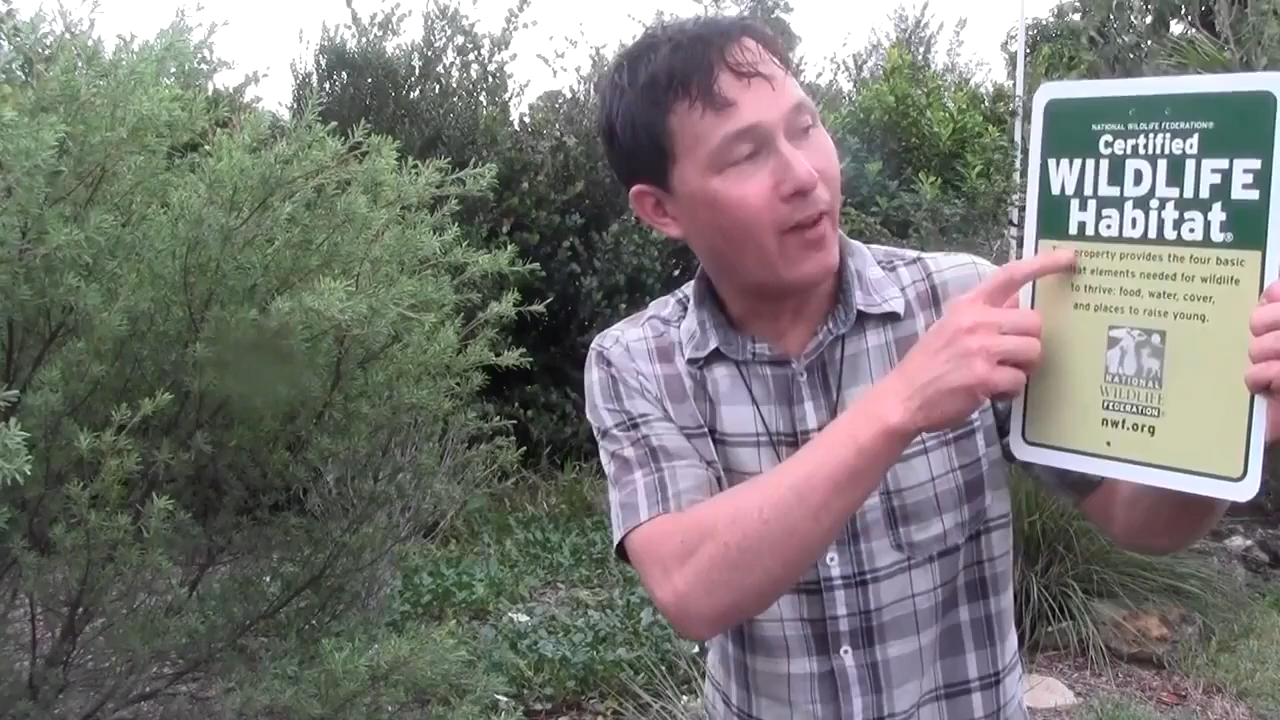 NATIONAL WILDLIFE FEDERATION®
Certified
WILDLIFE
Habitat®
property provides the four basic
elements needed for wildlife
to thrive: food, water, cover,
and places to raise young.
NATIONAL
WILDLIFE
FEDERATION®
nwf.org